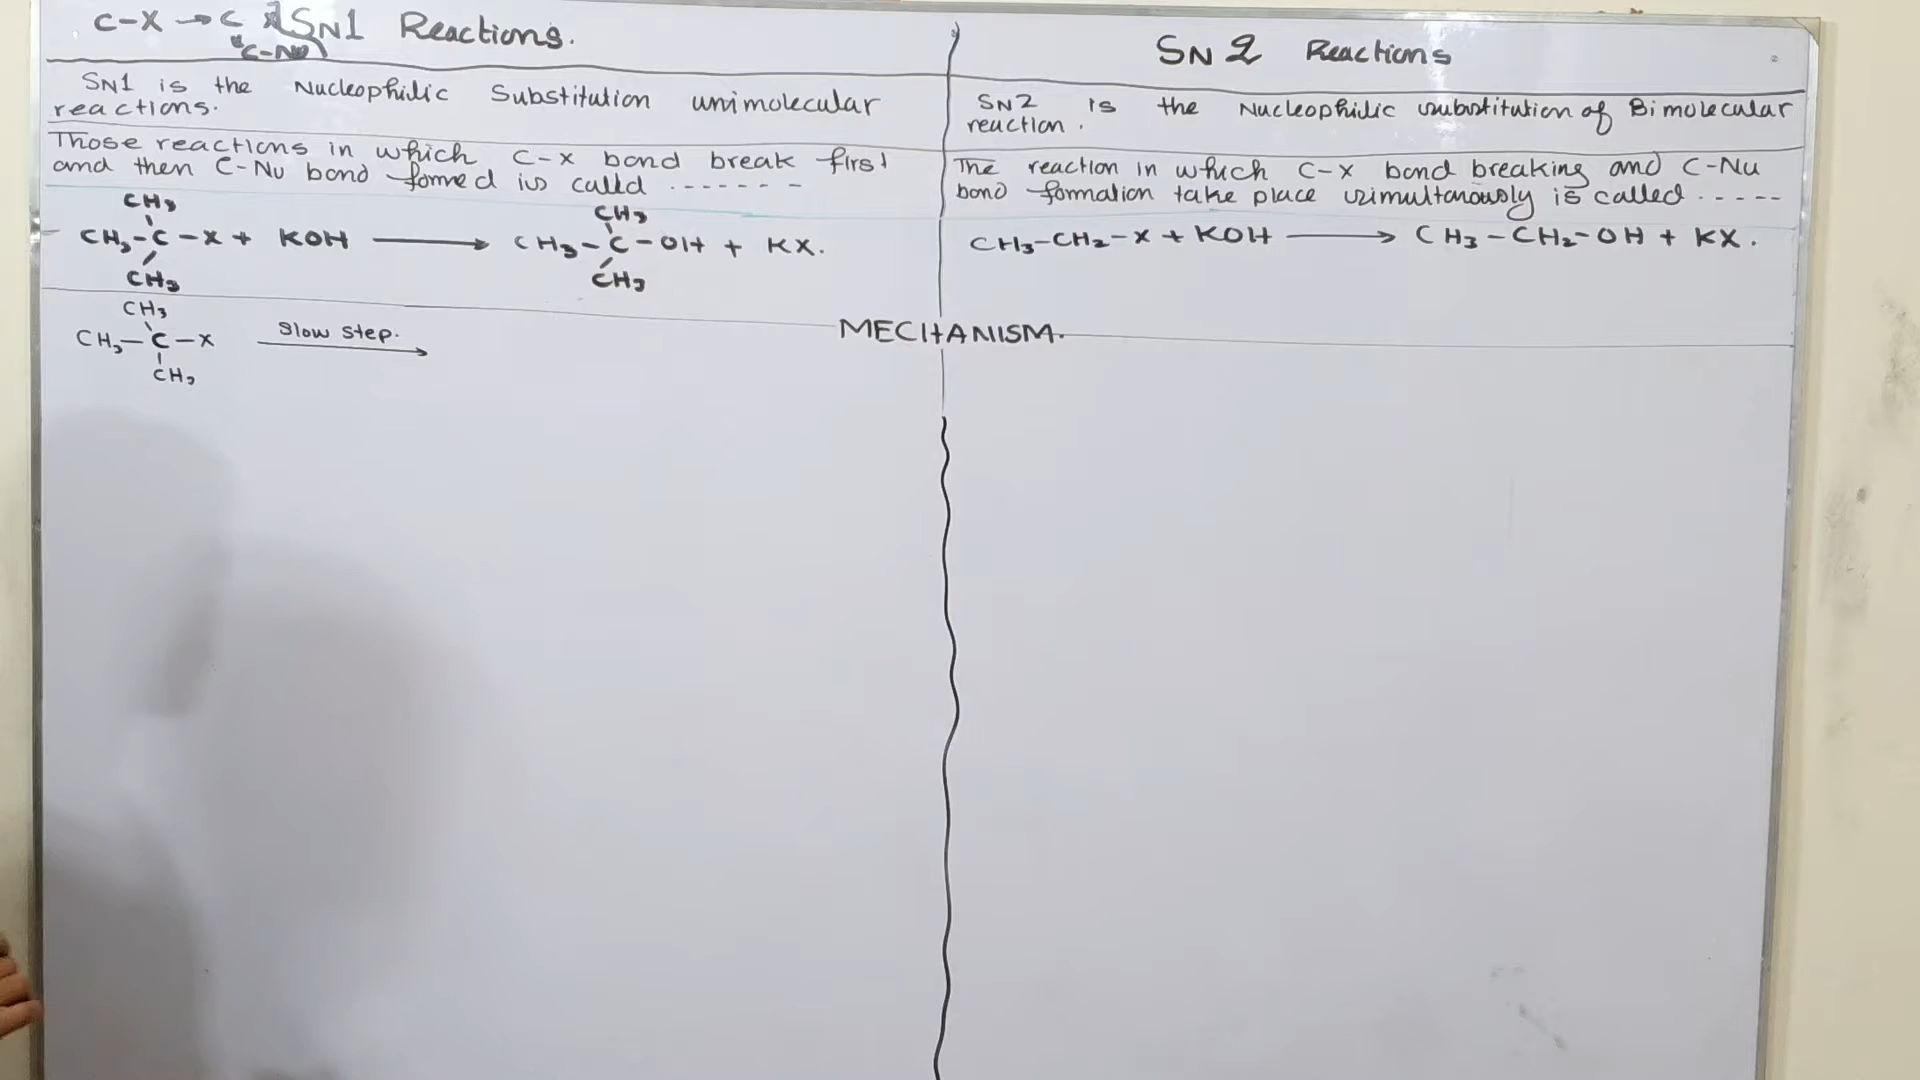 C-X → C X SN1 Reactions.
C-Nu
SN1 is the Nucleophilic Substitution unimolecular
reactions.
Those reactions in which C-X bond break first
and then C-Nu bond formed is calld .......
CH3
CH3-C-X + KOH ⟶ CH3-C-OH + KX.
CH3
CH3
CH3
CH3
CH3-C-X Slow step. ⟶
CH3
SN2 Reactions
SN2 is the Nucleophilic substitution of Bimolecular
reaction.
The reaction in which C-X bond breaking and C-Nu
bond formation take place simultanously is called .....
CH3-CH2-X + KOH ⟶ CH3-CH2-OH + KX.
MECHANISM.